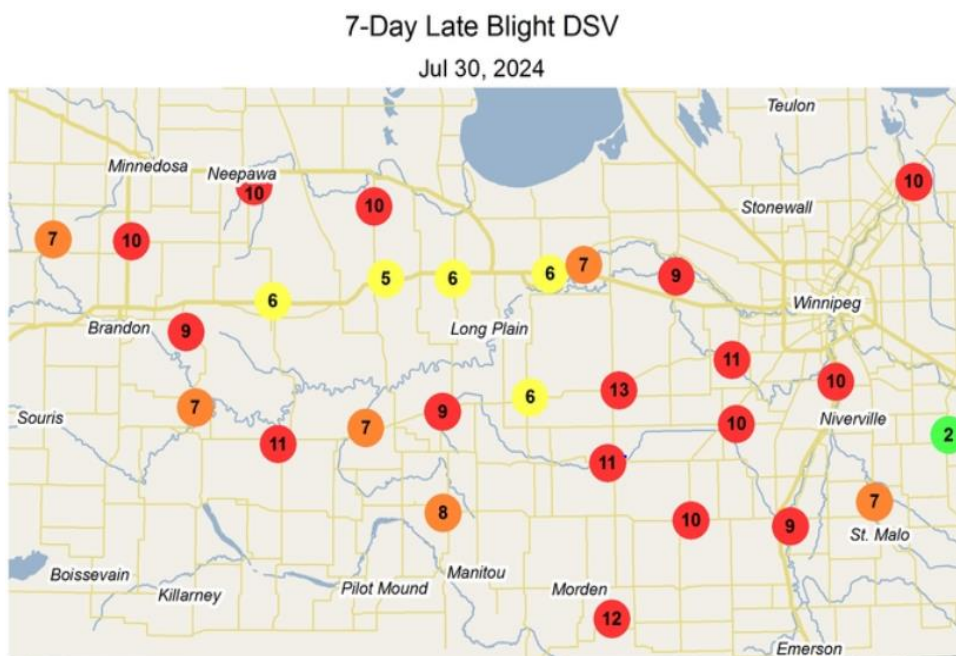 7-Day Late Blight DSV
Jul 30, 2024
Teulon
Minnedosa
Neepawa
10
10
10
Stonewall
7
10
7
6
5
6
9
6
Winnipeg
Brandon
9
Long Plain
11
10
13
6
7
9
Souris
Niverville
10
7
2
11
11
7
8
10
9
St. Malo
Boissevain
Killarney
Pilot Mound
Manitou
Morden
12
Emerson